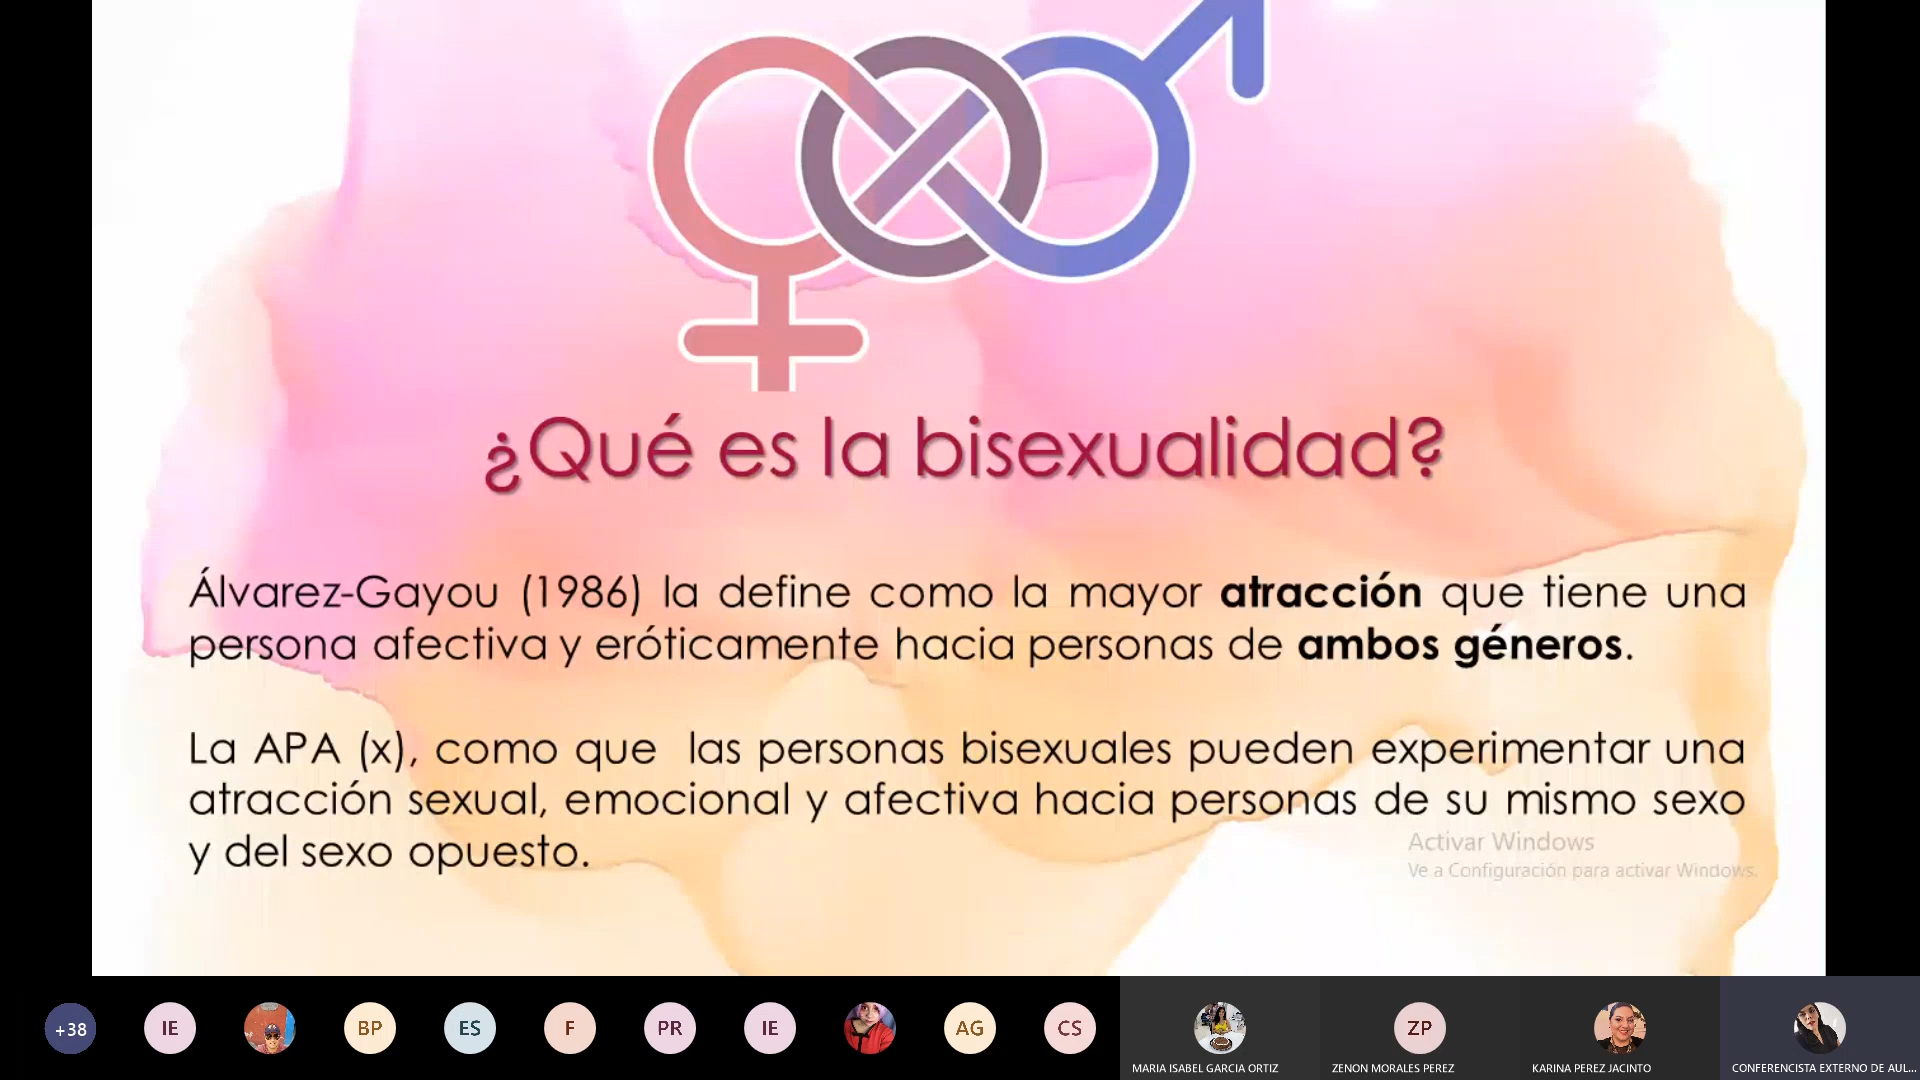 ¿Qué es la bisexualidad?
Álvarez-Gayou (1986) la define como la mayor atracción que tiene una
persona afectiva y eróticamente hacia personas de ambos géneros.
La APA (x), como que las personas bisexuales pueden experimentar una
atracción sexual, emocional y afectiva hacia personas de su mismo sexo
y del sexo opuesto.
Activar Windows
Ve a Configuración para activar Windows.
+38 IE BP ES F PR IE AG CS ZP
MARIA ISABEL GARCIA ORTIZ ZENON MORALES PEREZ KARINA PEREZ JACINTO CONFERENCISTA EXTERNO DE AUL...